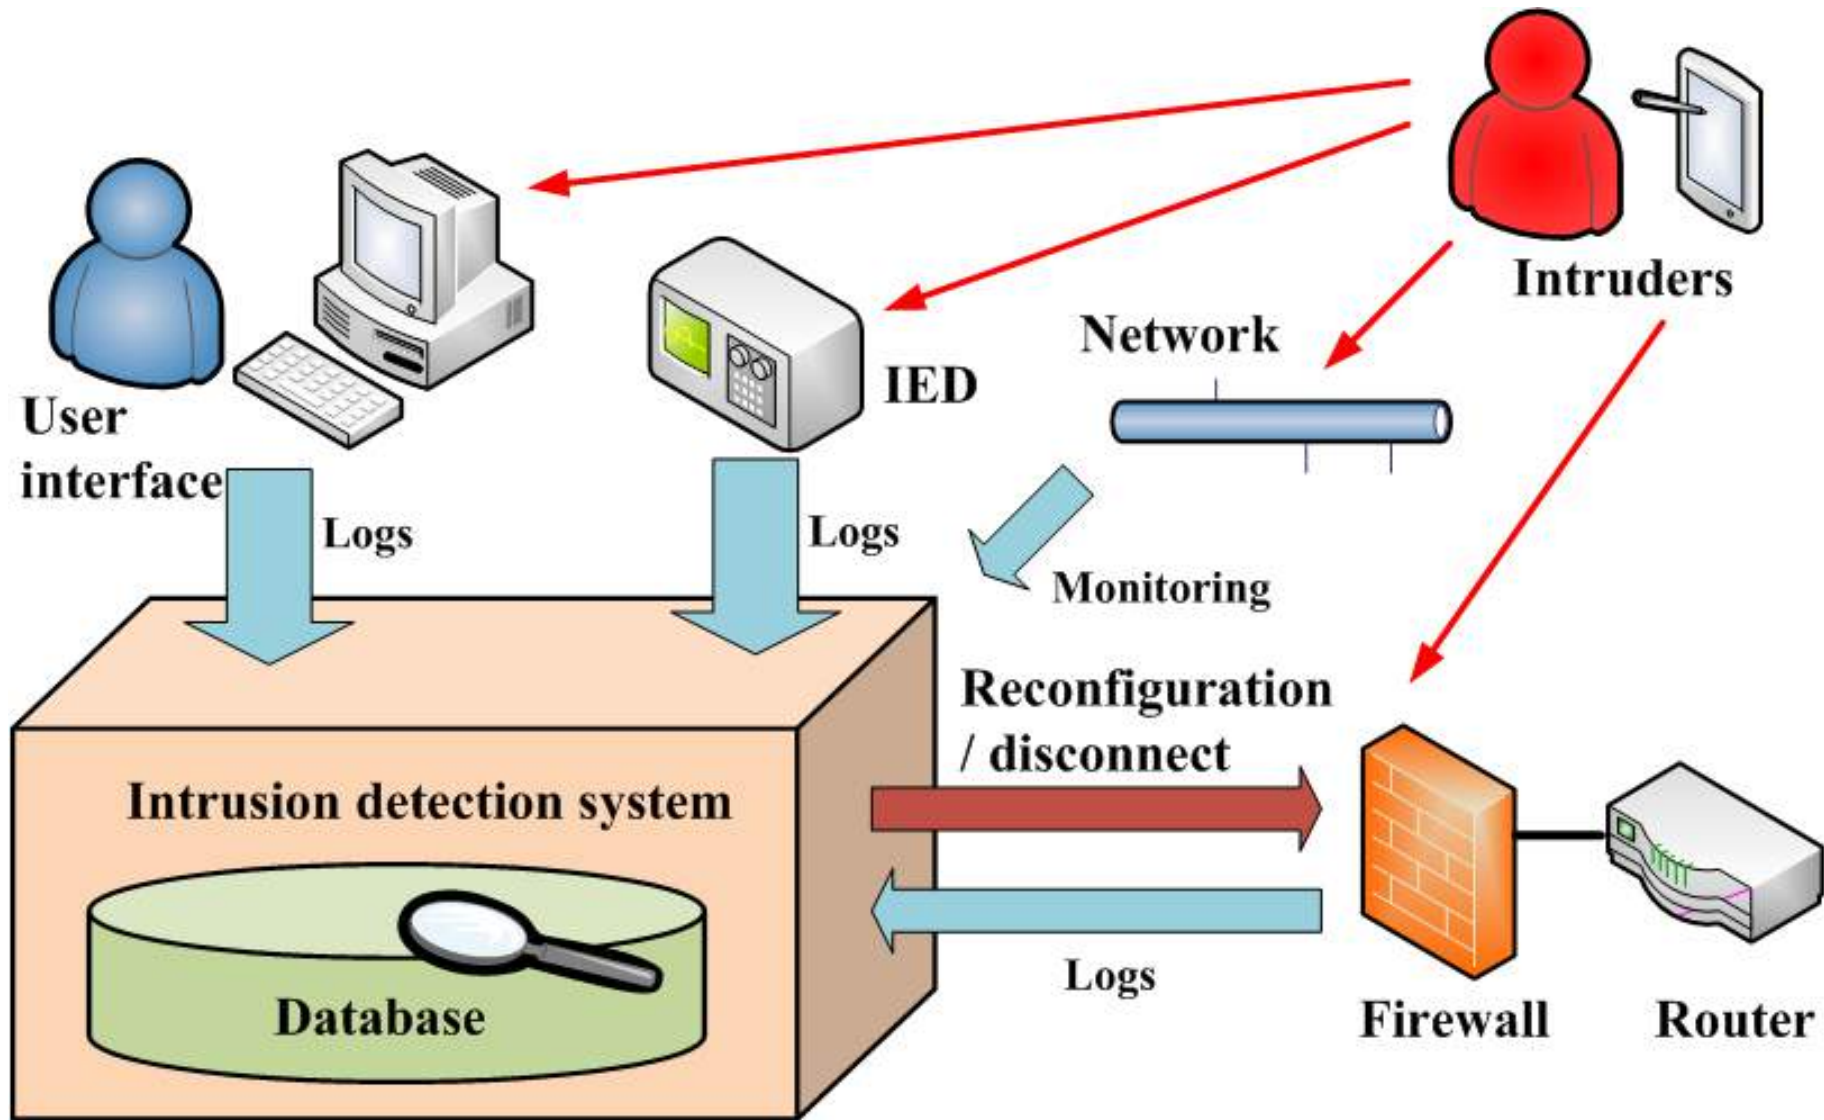 Intruders
Network
IED
User
interface
Logs
Logs
Monitoring
Reconfiguration
/ disconnect
Intrusion detection system
Logs
Database
Firewall
Router